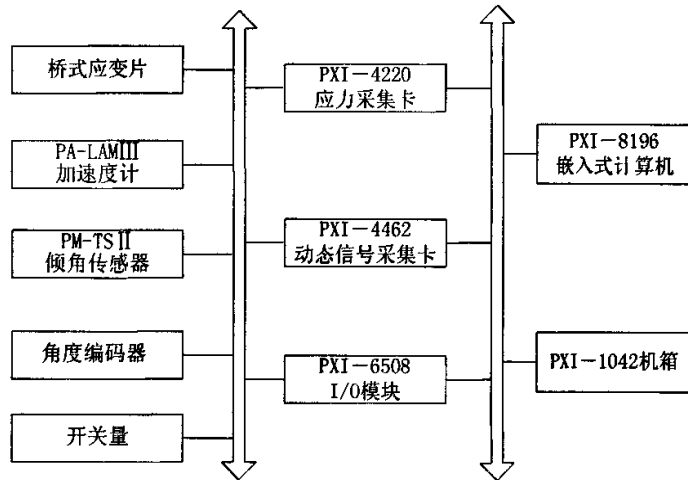 桥式应变片
PA-LAMⅢ
加速度计
PM-TSⅡ
倾角传感器
角度编码器
开关量
PXI-4220
应力采集卡
PXI-4462
动态信号采集卡
PXI-6508
I/O模块
PXI-8196
嵌入式计算机
PXI-1042机箱